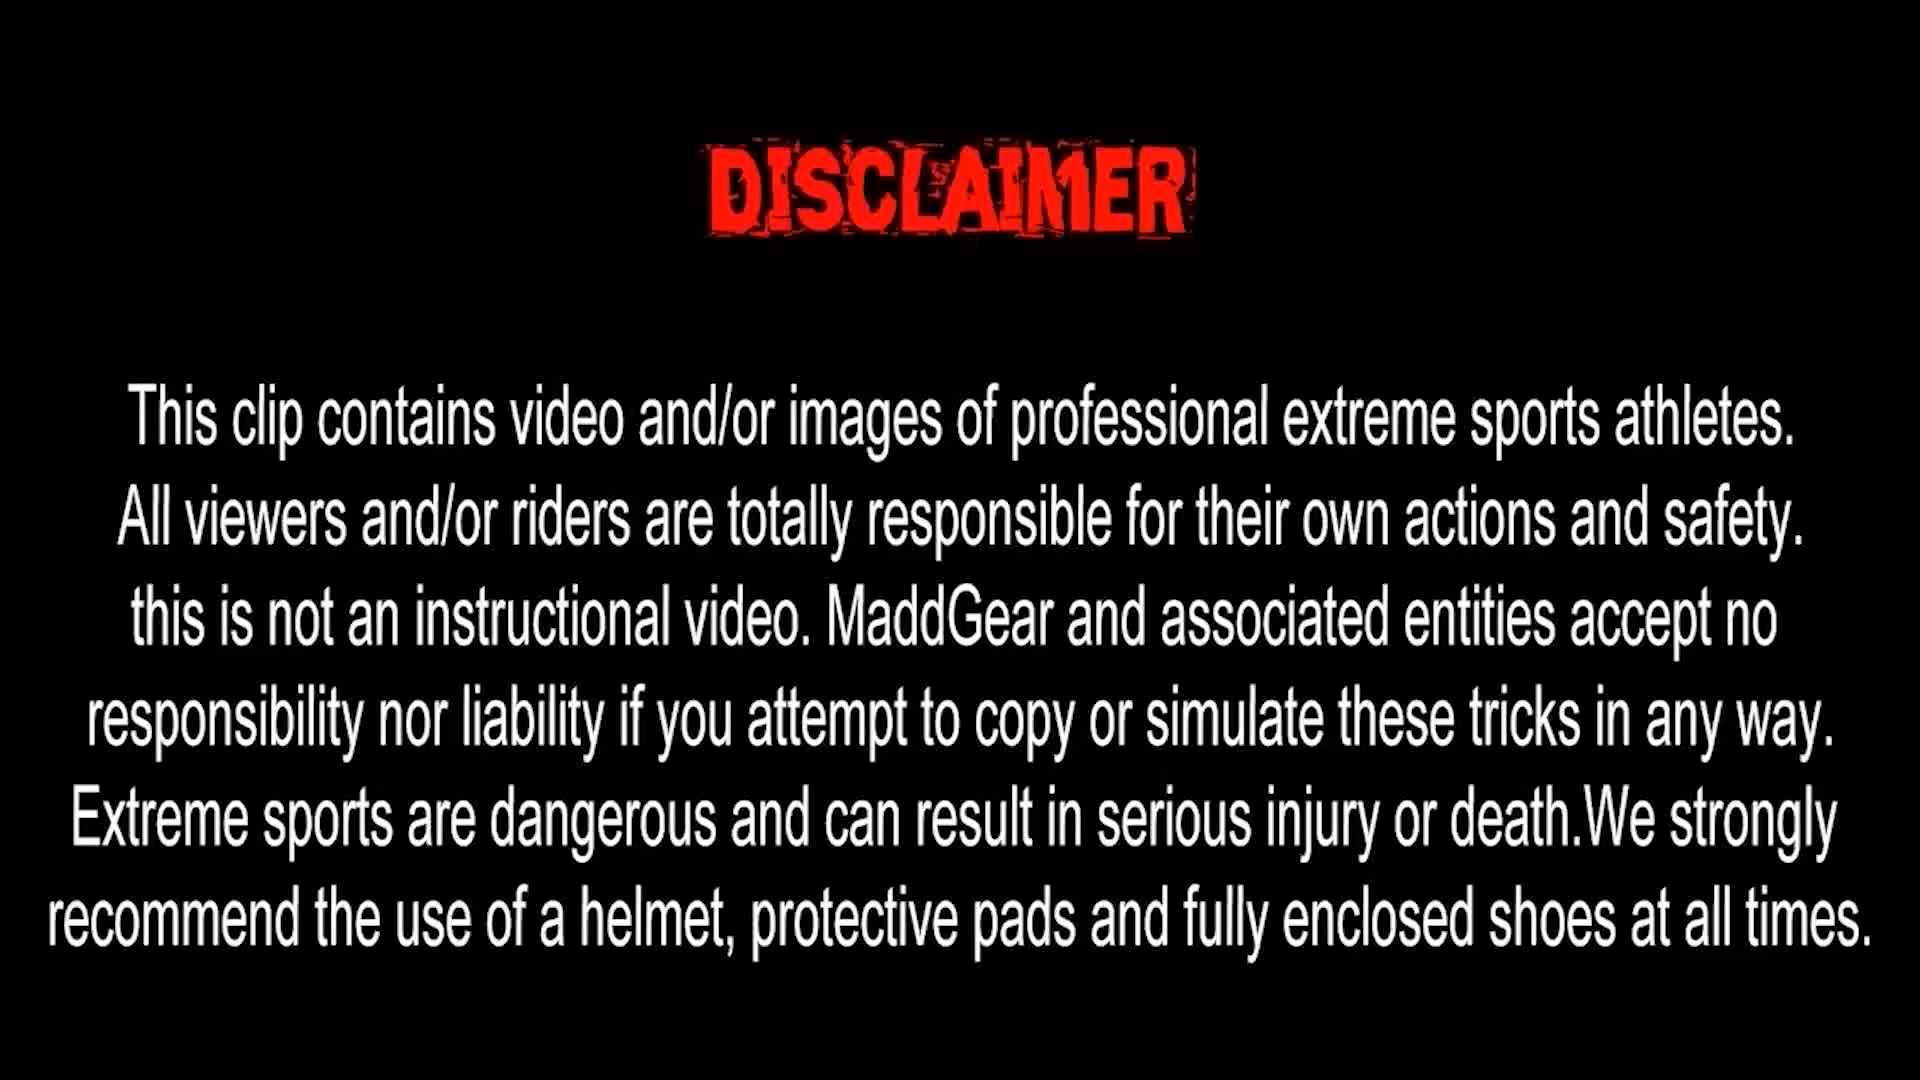 DISCLAIMER
This clip contains video and/or images of professional extreme sports athletes.
All viewers and/or riders are totally responsible for their own actions and safety.
this is not an instructional video. MaddGear and associated entities accept no
responsibility nor liability if you attempt to copy or simulate these tricks in any way.
Extreme sports are dangerous and can result in serious injury or death.We strongly
recommend the use of a helmet, protective pads and fully enclosed shoes at all times.